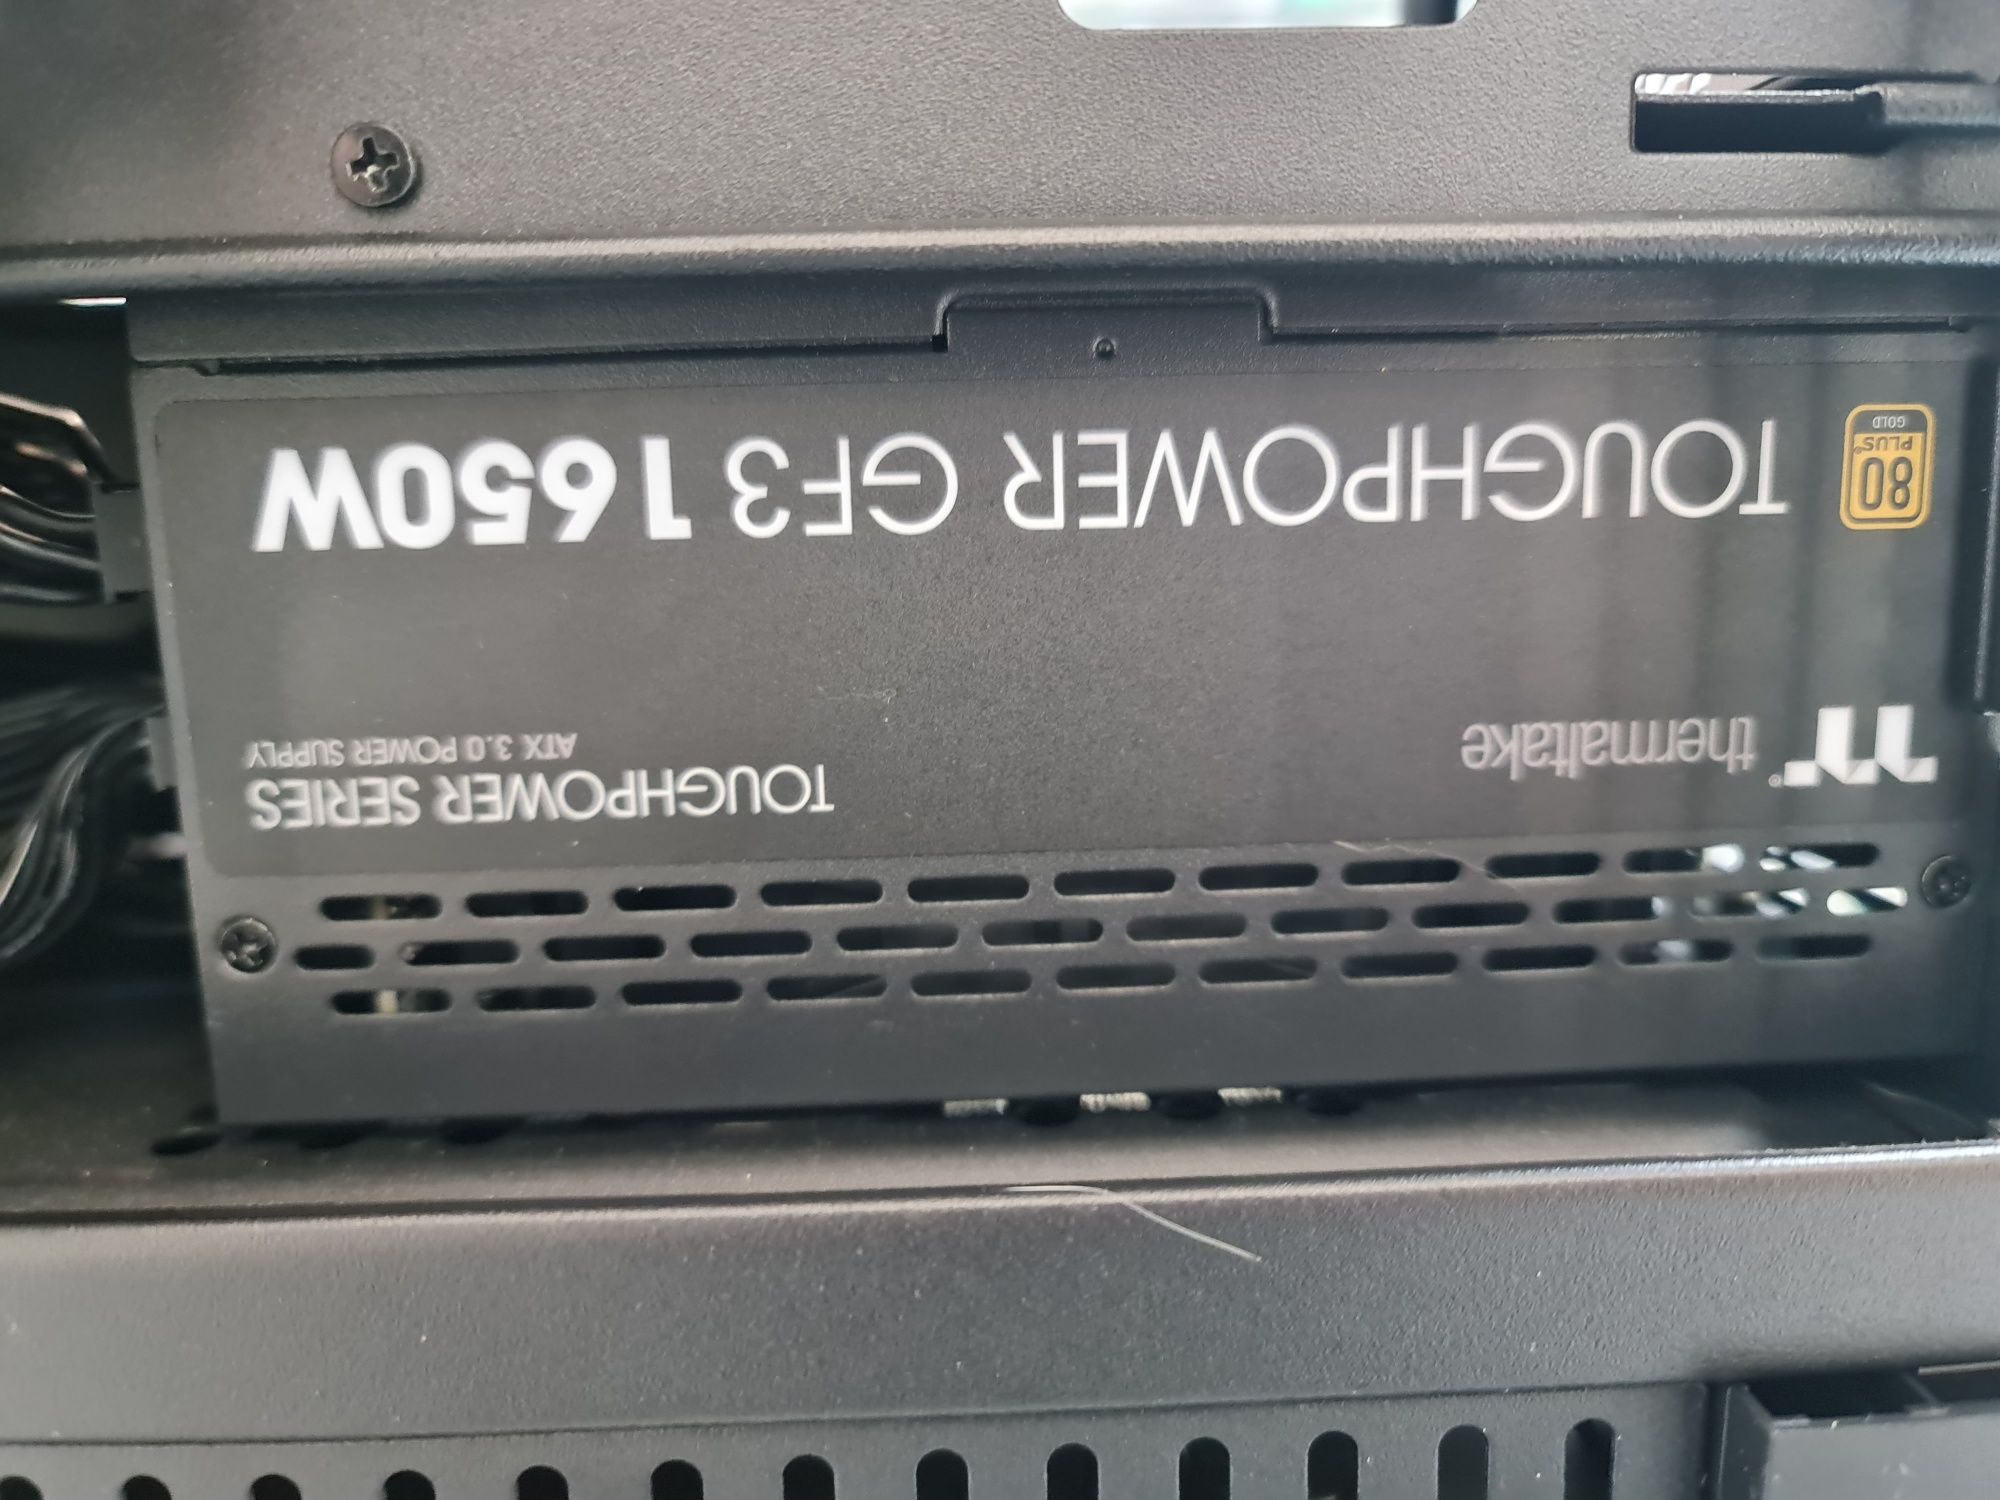 TOUGHPOWER SERIES
ATX 3.0 POWER SUPPLY
thermaltake
80
PLUS®
GOLD
TOUGHPOWER GF3 1650W